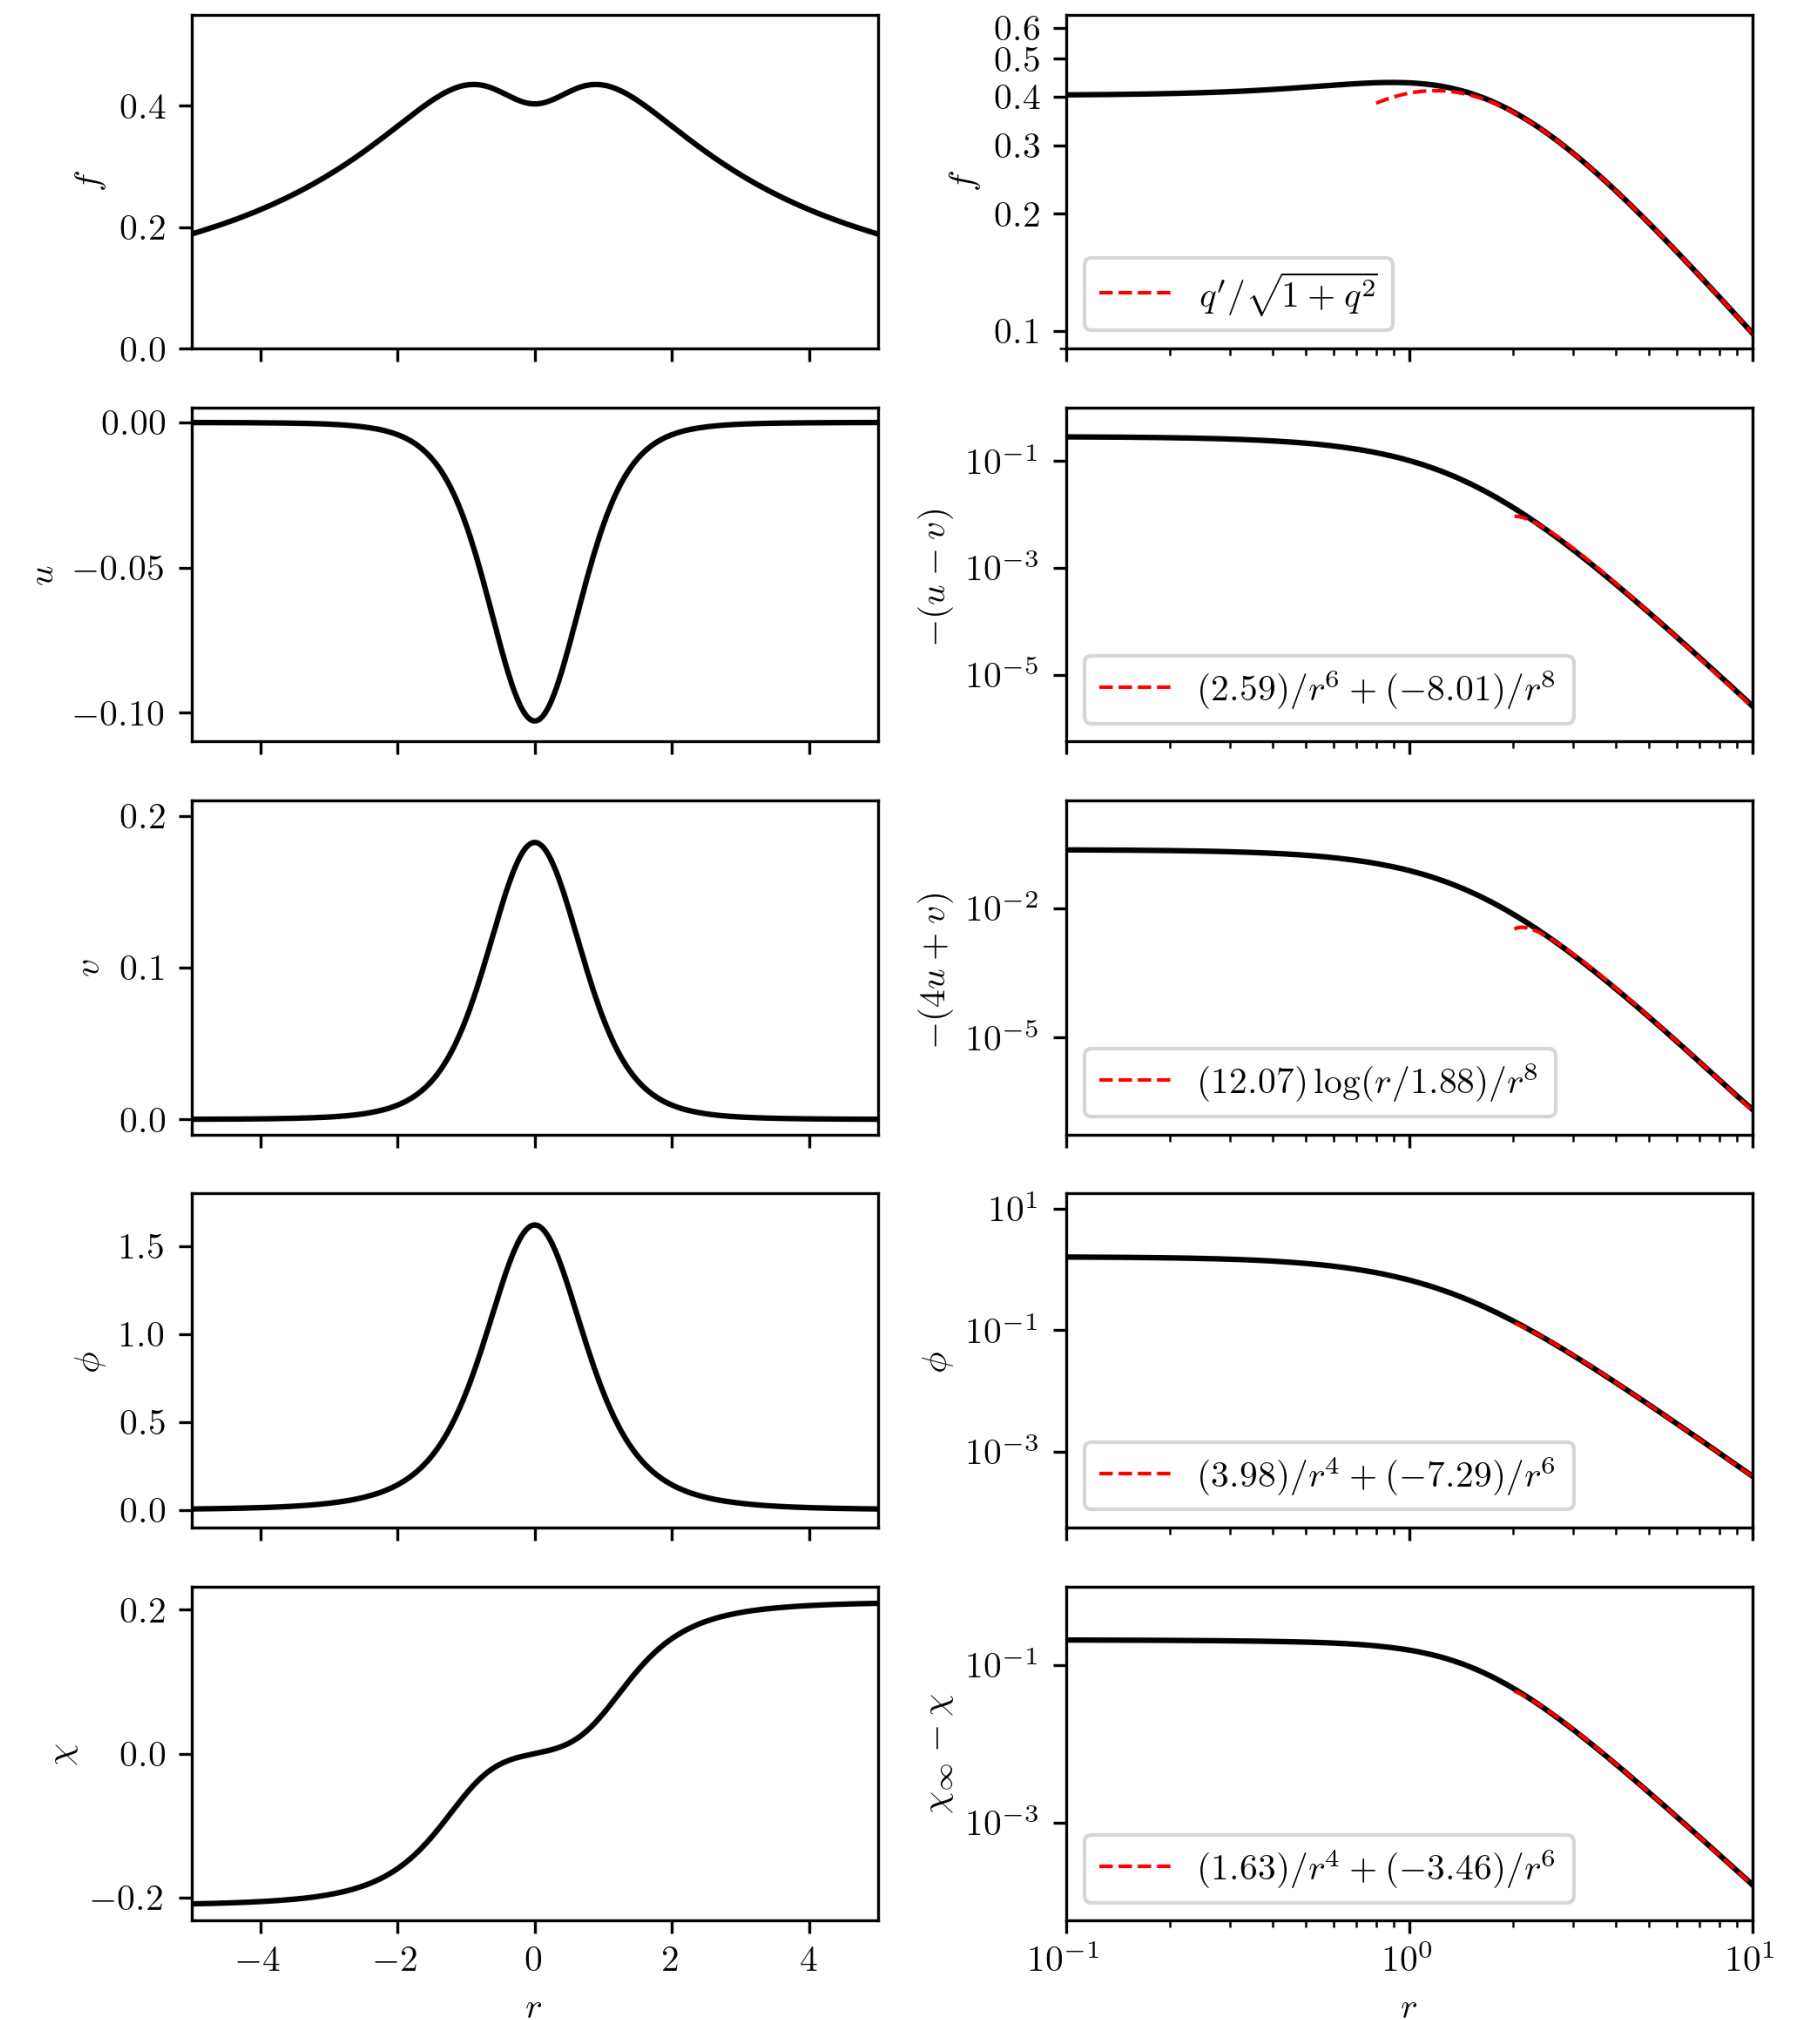 f
0.4
0.2
0.0
f
0.6
0.5
0.4
0.3
0.2
0.1
q′/√1 + q²
u
0.00
−0.05
−0.10
−(u − v)
10⁻¹
10⁻³
10⁻⁵
(2.59)/r⁶ + (−8.01)/r⁸
v
0.2
0.1
0.0
−(4u + v)
10⁻²
10⁻⁵
(12.07) log(r/1.88)/r⁸
ϕ
1.5
1.0
0.5
0.0
ϕ
10¹
10⁻¹
10⁻³
(3.98)/r⁴ + (−7.29)/r⁶
χ
0.2
0.0
−0.2
−4 −2 0 2 4
r
χ∞ − χ
10⁻¹
10⁻³
(1.63)/r⁴ + (−3.46)/r⁶
10⁻¹ 10⁰ 10¹
r